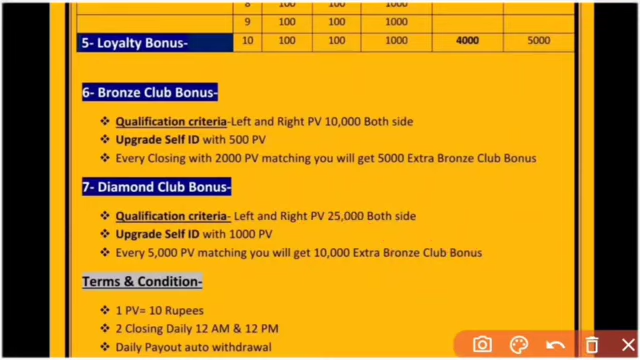 8 100 100 1000
9 100 100 1000
5- Loyalty Bonus- 10 100 100 1000 4000 5000
6- Bronze Club Bonus-
❖ Qualification criteria-Left and Right PV 10,000 Both side
❖ Upgrade Self ID with 500 PV
❖ Every Closing with 2000 PV matching you will get 5000 Extra Bronze Club Bonus
7- Diamond Club Bonus-
❖ Qualification criteria- Left and Right PV 25,000 Both side
❖ Upgrade Self ID with 1000 PV
❖ Every 5,000 PV matching you will get 10,000 Extra Bronze Club Bonus
Terms & Condition-
❖ 1 PV= 10 Rupees
❖ 2 Closing Daily 12 AM & 12 PM
❖ Daily Payout auto withdrawal